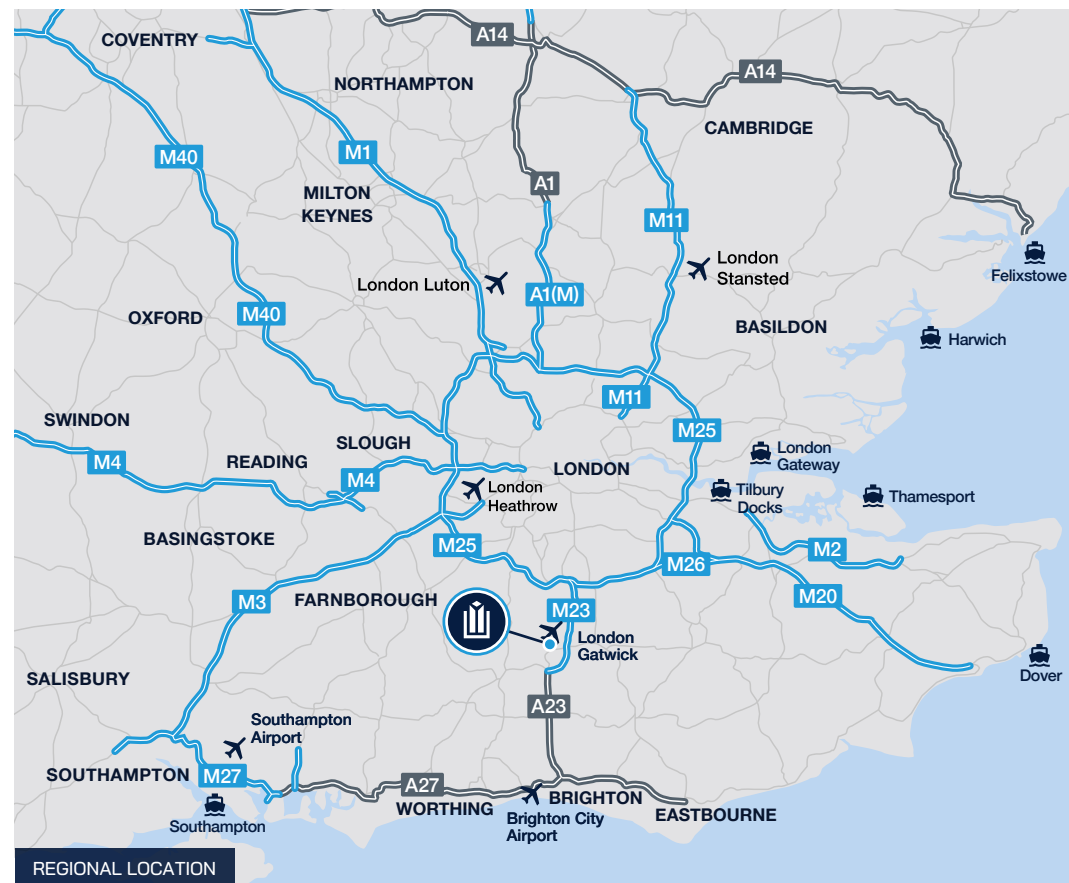 A14
COVENTRY
A14
NORTHAMPTON
CAMBRIDGE
M40
M1
A1
MILTON
KEYNES
M11
London
Stansted
Felixstowe
London Luton
A1(M)
M40
OXFORD
BASILDON
Harwich
M11
SWINDON
M25
SLOUGH
M4
READING
M4
LONDON
London
Gateway
London
Heathrow
Tilbury
Docks
Thamesport
BASINGSTOKE
M25
M2
M26
M3
FARNBOROUGH
M23
M20
London
Gatwick
SALISBURY
Dover
A23
Southampton
Airport
SOUTHAMPTON
M27
A27
WORTHING
BRIGHTON
EASTBOURNE
Brighton City
Airport
Southampton
REGIONAL LOCATION